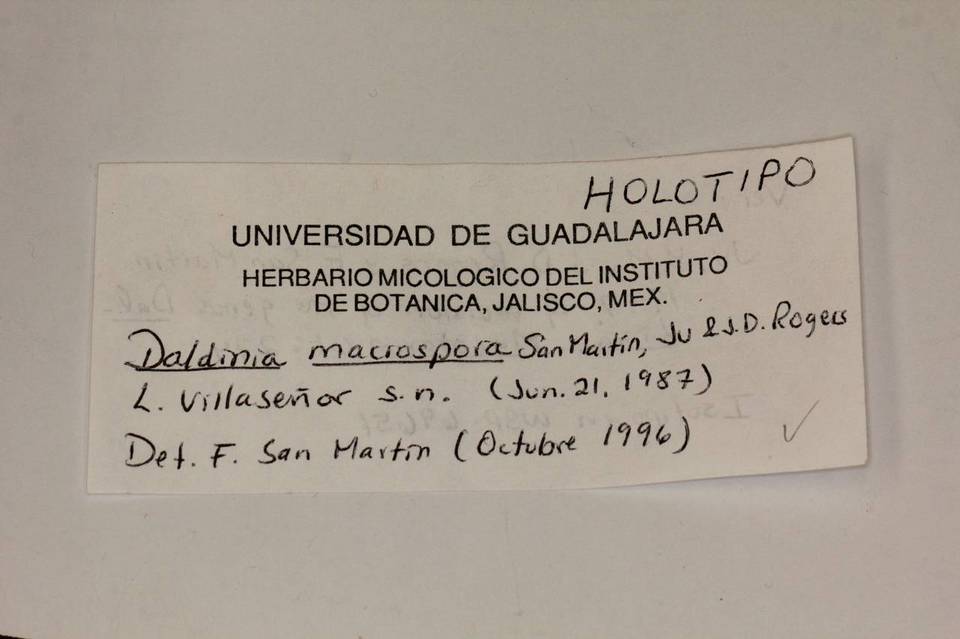 HOLOTIPO
UNIVERSIDAD DE GUADALAJARA
HERBARIO MICOLOGICO DEL INSTITUTO
DE BOTANICA, JALISCO, MEX.
Daldinia macrospora San Martín, Ju & J.D. Rogers
L. Villaseñor s.n. (Jun. 21, 1987)
Det. F. San Martín (Octubre 1996)